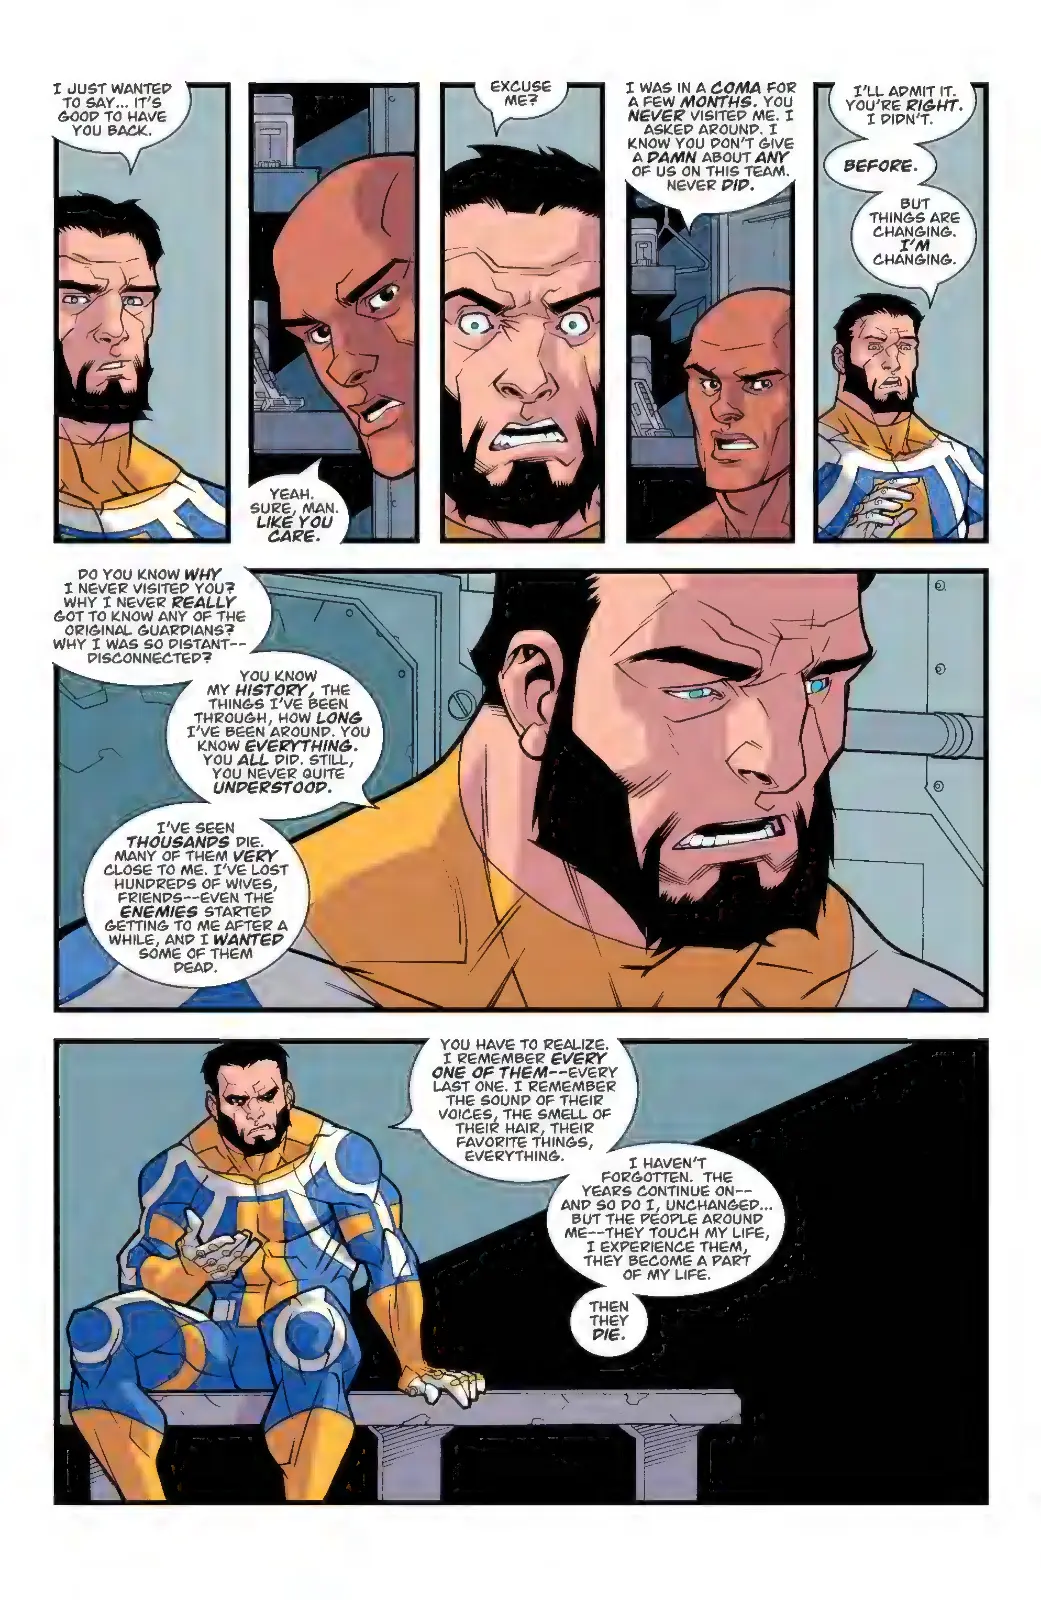 I JUST WANTED
TO SAY... IT'S
GOOD TO HAVE
YOU BACK.
YEAH.
SURE, MAN.
LIKE YOU
CARE.
EXCUSE
ME?
I WAS IN A COMA FOR
A FEW MONTHS. YOU
NEVER VISITED ME. I
ASKED AROUND. I
KNOW YOU DON'T GIVE
A DAMN ABOUT ANY
OF US ON THIS TEAM.
NEVER DID.
I'LL ADMIT IT.
YOU'RE RIGHT.
I DIDN'T.
BEFORE.
BUT
THINGS ARE
CHANGING.
I'M
CHANGING.
DO YOU KNOW WHY
I NEVER VISITED YOU?
WHY I NEVER REALLY
GOT TO KNOW ANY OF THE
ORIGINAL GUARDIANS?
WHY I WAS SO DISTANT--
DISCONNECTED?
YOU KNOW
MY HISTORY, THE
THINGS I'VE BEEN
THROUGH, HOW LONG
I'VE BEEN AROUND. YOU
KNOW EVERYTHING.
YOU ALL DID. STILL,
YOU NEVER QUITE
UNDERSTOOD.
I'VE SEEN
THOUSANDS DIE.
MANY OF THEM VERY
CLOSE TO ME. I'VE LOST
HUNDREDS OF WIVES,
FRIENDS--EVEN THE
ENEMIES STARTED
GETTING TO ME AFTER A
WHILE, AND I WANTED
SOME OF THEM
DEAD.
YOU HAVE TO REALIZE.
I REMEMBER EVERY
ONE OF THEM--EVERY
LAST ONE. I REMEMBER
THE SOUND OF THEIR
VOICES, THE SMELL OF
THEIR HAIR, THEIR
FAVORITE THINGS,
EVERYTHING.
I HAVEN'T
FORGOTTEN. THE
YEARS CONTINUE ON--
AND SO DO I, UNCHANGED...
BUT THE PEOPLE AROUND
ME--THEY TOUCH MY LIFE,
I EXPERIENCE THEM,
THEY BECOME A PART
OF MY LIFE.
THEN
THEY
DIE.